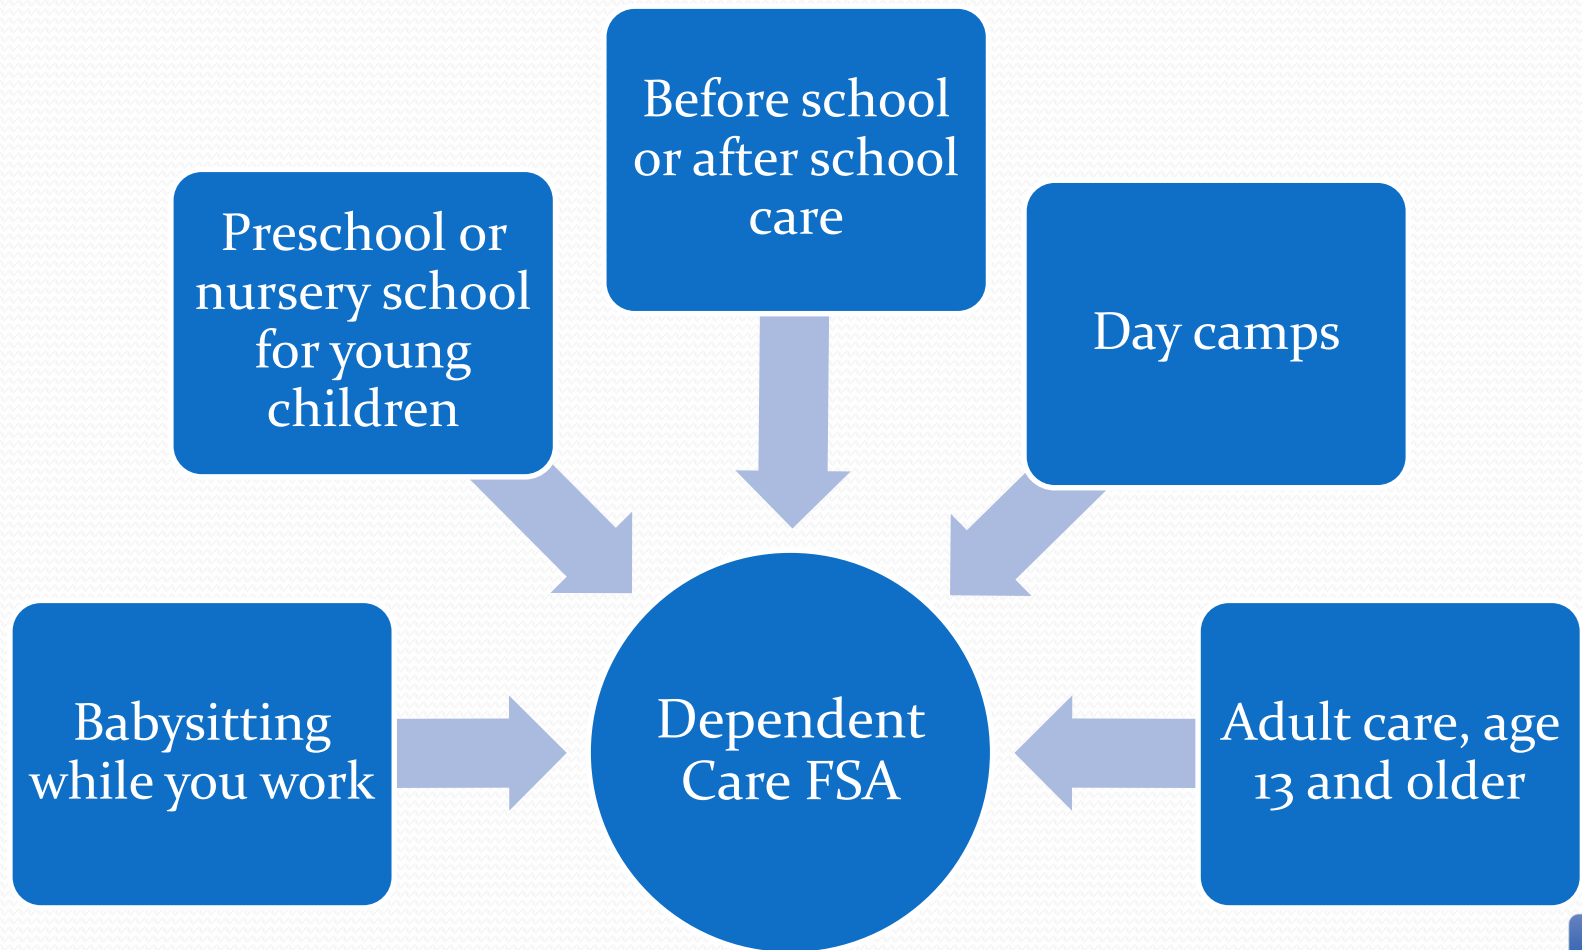 Before school
or after school
care
Preschool or
nursery school
for young
children
Day camps
Babysitting
while you work
Dependent
Care FSA
Adult care, age
13 and older